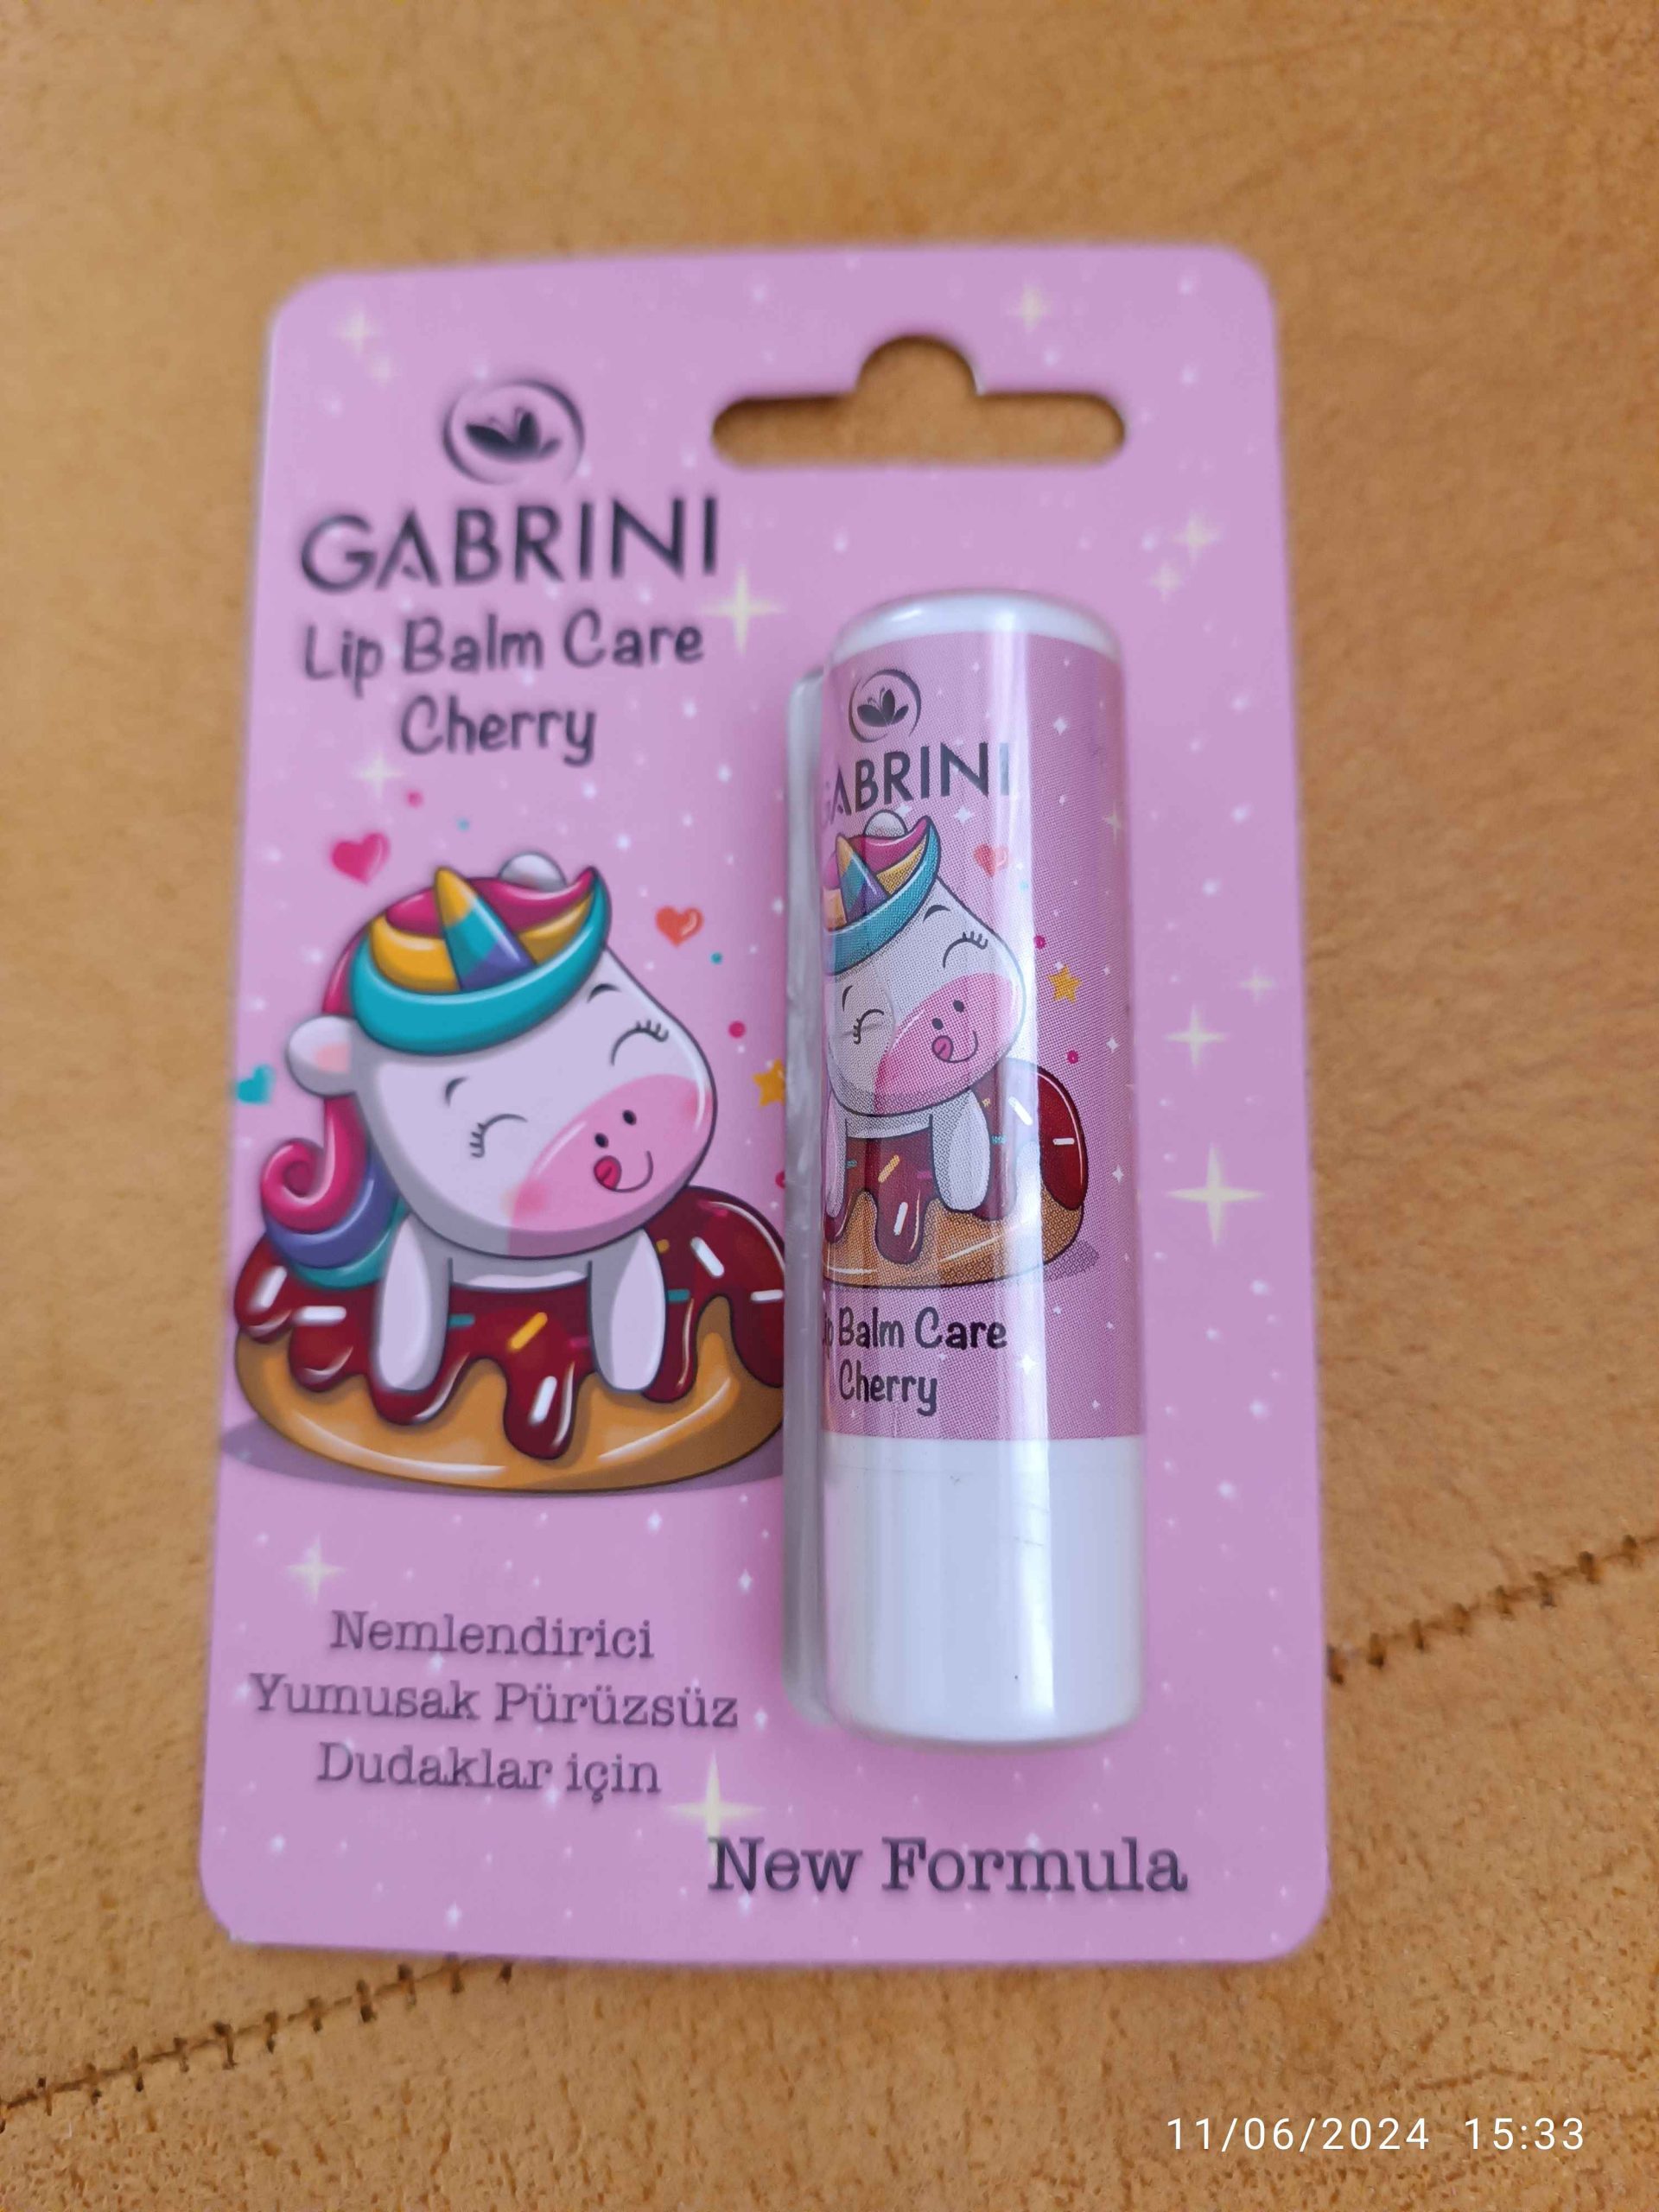 GABRINI
Lip Balm Care
Cherry
ABRINI
Balm Care
Cherry
Nemlendirici
Yumusak Pürüzsüz
Dudaklar için
New Formula
11/06/2024 15:33